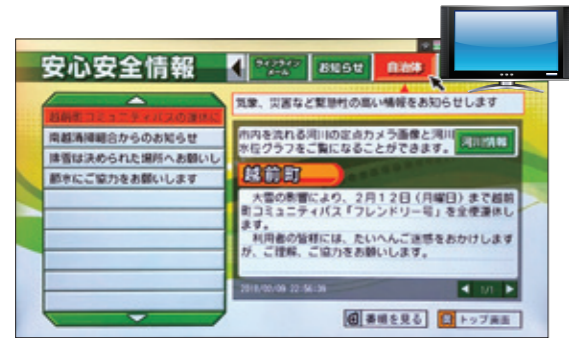 安心安全情報
ライフライン
メール
お知らせ
自治体
気象、災害など緊急性の高い情報をお知らせします
越前町コミュニティバスの運休に
南越清掃組合からのお知らせ
排雪は決められた場所へお願いし
節水にご協力をお願いします
市内を流れる河川の定点カメラ画像と河川
水位グラフをご覧になることができます。
河川情報
越前町
大雪の影響により、2月12日(月曜日)まで越前
町コミュニティバス「フレンドリー号」を全便運休し
ます。
利用者の皆様には、たいへんご迷惑をおかけします
が、ご理解、ご協力をお願いします。
2018/02/09 22:56:39
1/1
番組を見る
トップ画面